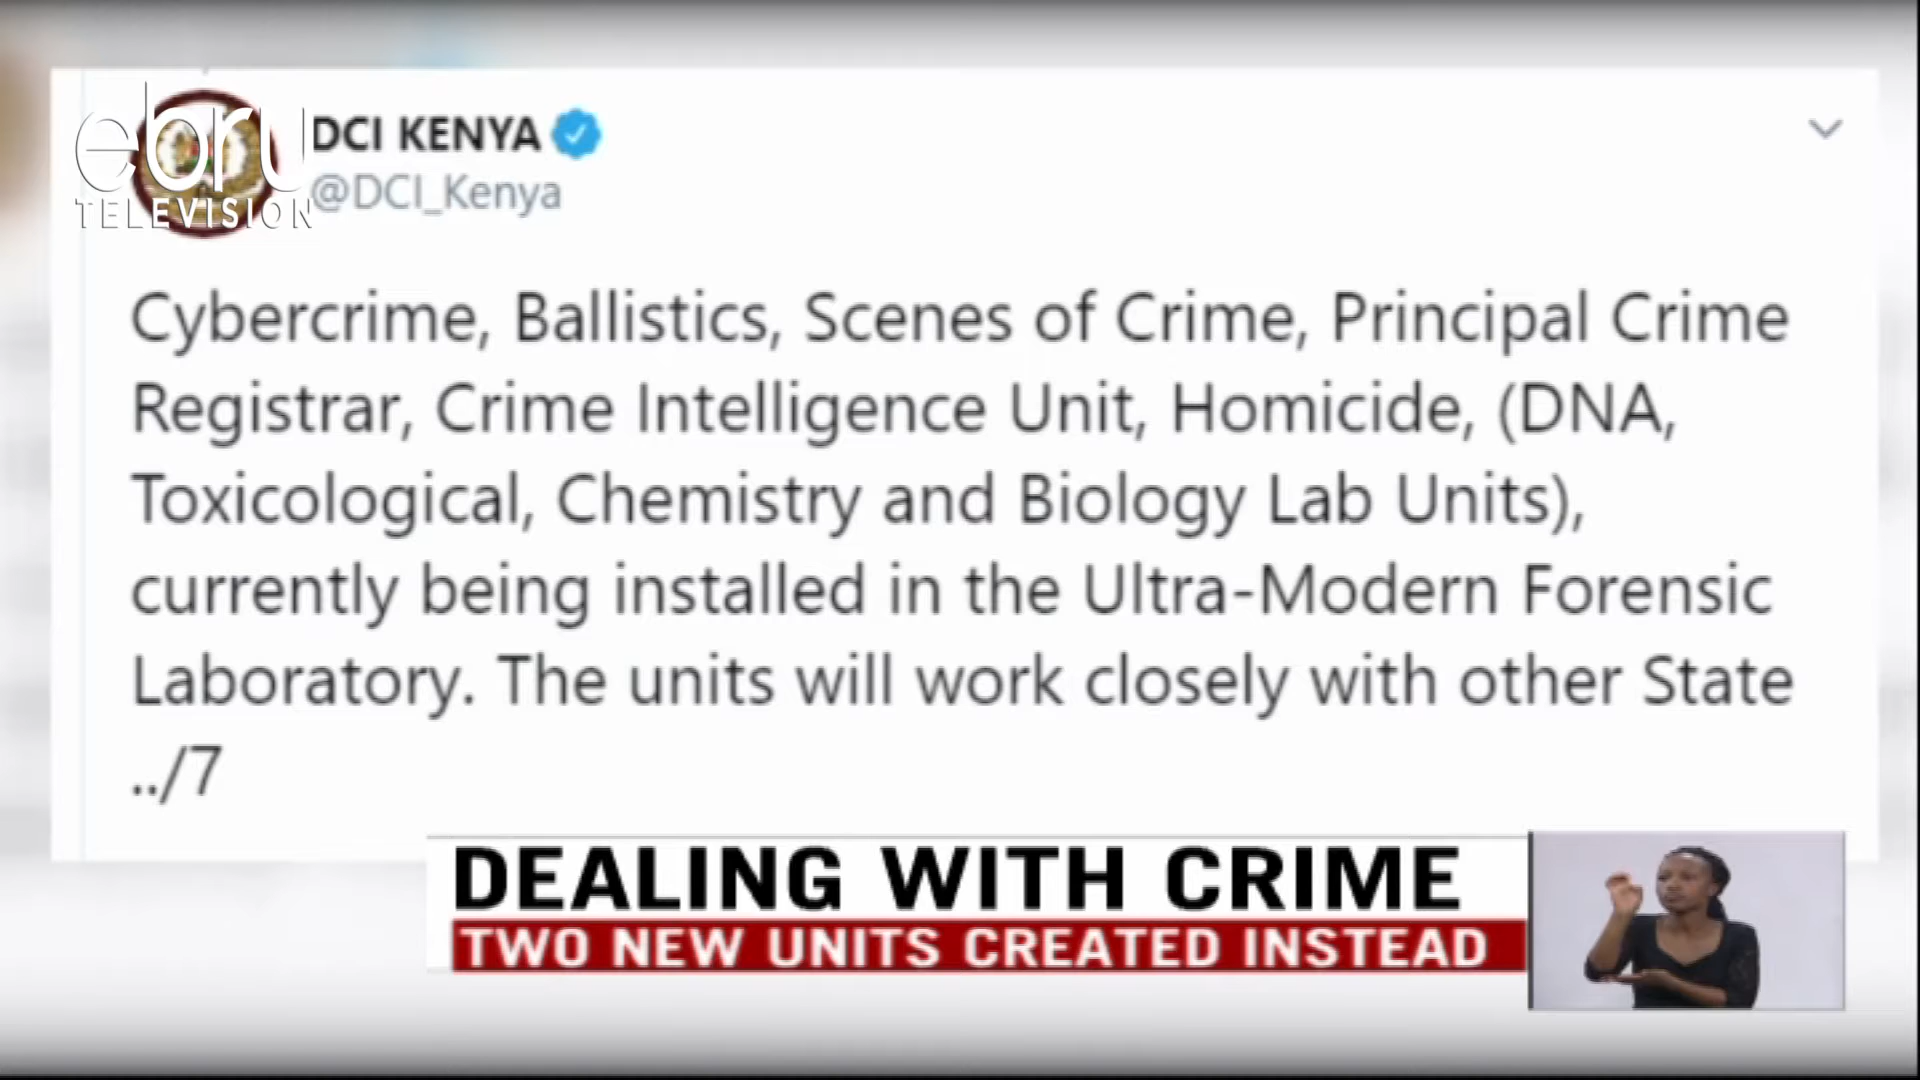 ebru
TELEVISION
DCI KENYA
@DCI_Kenya
Cybercrime, Ballistics, Scenes of Crime, Principal Crime
Registrar, Crime Intelligence Unit, Homicide, (DNA,
Toxicological, Chemistry and Biology Lab Units),
currently being installed in the Ultra-Modern Forensic
Laboratory. The units will work closely with other State
../7
DEALING WITH CRIME
TWO NEW UNITS CREATED INSTEAD